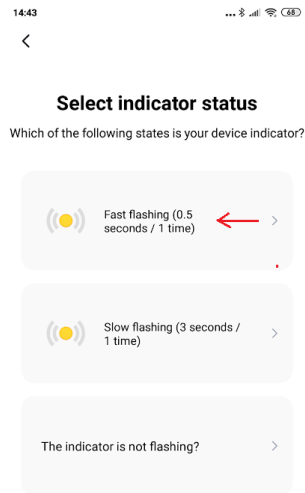 14:43
68
Select indicator status
Which of the following states is your device indicator?
Fast flashing (0.5
seconds / 1 time)
Slow flashing (3 seconds /
1 time)
The indicator is not flashing?